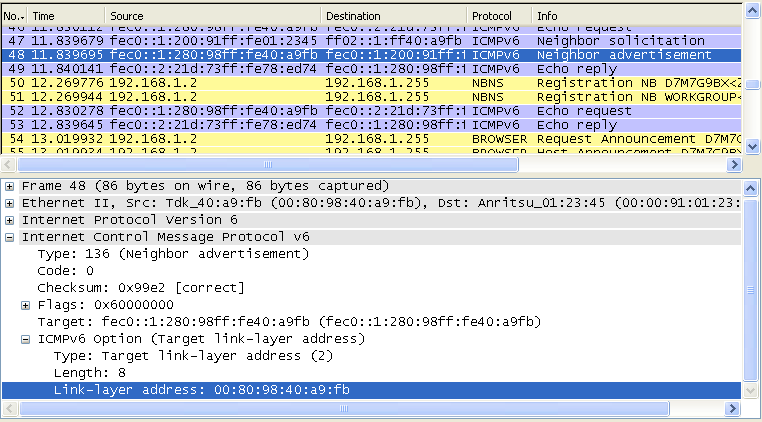 No. Time Source Destination Protocol Info
46 11.839679 fec0::1:280:98ff:fe40:a9fb fec0::2:21d:73ff:fe7 ICMPv6 Echo request
47 11.839679 fec0::1:200:91ff:fe01:2345 ff02::1:ff40:a9fb ICMPv6 Neighbor solicitation
48 11.839695 fec0::1:280:98ff:fe40:a9fb fec0::1:200:91ff:f ICMPv6 Neighbor advertisement
49 11.840141 fec0::2:21d:73ff:fe78:ed74 fec0::1:280:98ff:f ICMPv6 Echo reply
50 12.269776 192.168.1.2 192.168.1.255 NBNS Registration NB D7M7G9BX<2
51 12.269944 192.168.1.2 192.168.1.255 NBNS Registration NB WORKGROUP<
52 12.830278 fec0::1:280:98ff:fe40:a9fb fec0::2:21d:73ff:f ICMPv6 Echo request
53 12.839645 fec0::2:21d:73ff:fe78:ed74 fec0::1:280:98ff:f ICMPv6 Echo reply
54 13.019932 192.168.1.2 192.168.1.255 BROWSER Request Announcement D7M7G
55 13.019934 192.168.1.2 192.168.1.255 BROWSER Host Announcement D7M7G9BX
Frame 48 (86 bytes on wire, 86 bytes captured)
Ethernet II, Src: Tdk_40:a9:fb (00:80:98:40:a9:fb), Dst: Anritsu_01:23:45 (00:00:91:01:23:
Internet Protocol Version 6
Internet Control Message Protocol v6
Type: 136 (Neighbor advertisement)
Code: 0
Checksum: 0x99e2 [correct]
Flags: 0x60000000
Target: fec0::1:280:98ff:fe40:a9fb (fec0::1:280:98ff:fe40:a9fb)
ICMPv6 Option (Target link-layer address)
Type: Target link-layer address (2)
Length: 8
Link-layer address: 00:80:98:40:a9:fb